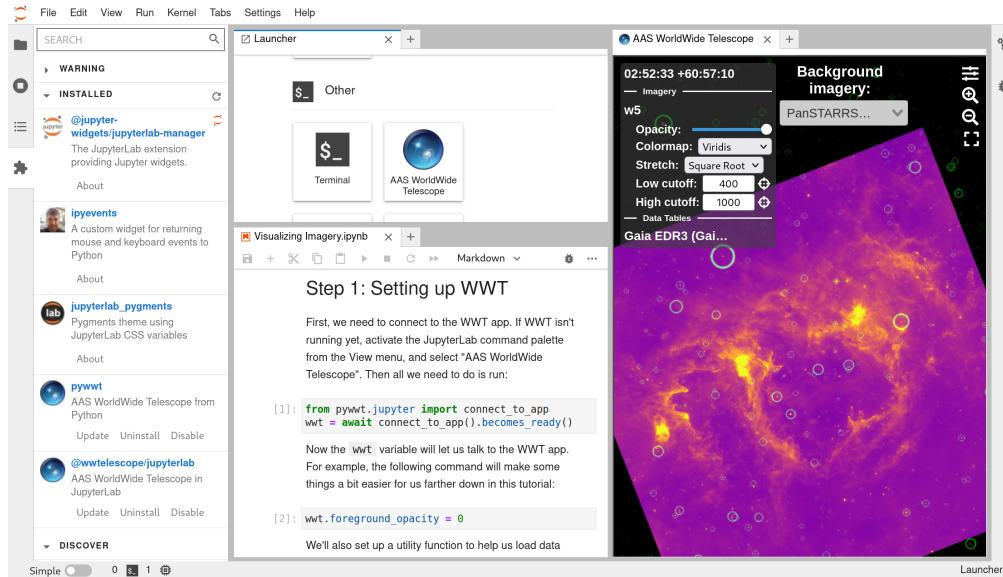 File Edit View Run Kernel Tabs Settings Help
SEARCH
WARNING
INSTALLED
@jupyter-
widgets/jupyterlab-manager
The JupyterLab extension
providing Jupyter widgets.
About
ipyevents
A custom widget for returning
mouse and keyboard events to
Python
About
lab
jupyterlab_pygments
Pygments theme using
JupyterLab CSS variables
About
pywwt
AAS WorldWide Telescope from
Python
Update Uninstall Disable
@wwtelescope/jupyterlab
AAS WorldWide Telescope in
JupyterLab
Update Uninstall Disable
DISCOVER
Launcher
$_ Other
$_
Terminal
AAS WorldWide
Telescope
Visualizing Imagery.ipynb
Markdown
Step 1: Setting up WWT
First, we need to connect to the WWT app. If WWT isn't
running yet, activate the JupyterLab command palette
from the View menu, and select "AAS WorldWide
Telescope". Then all we need to do is run:
[1]: from pywwt.jupyter import connect_to_app
wwt = await connect_to_app().becomes_ready()
Now the wwt variable will let us talk to the WWT app.
For example, the following command will make some
things a bit easier for us farther down in this tutorial:
[2]: wwt.foreground_opacity = 0
We'll also set up a utility function to help us load data
AAS WorldWide Telescope
02:52:33 +60:57:10
Imagery
w5
Opacity:
Colormap: Viridis
Stretch: Square Root
Low cutoff: 400
High cutoff: 1000
Data Tables
Gaia EDR3 (Gai…
Background
imagery:
PanSTARRS…
Simple 0 $_ 1
Launcher